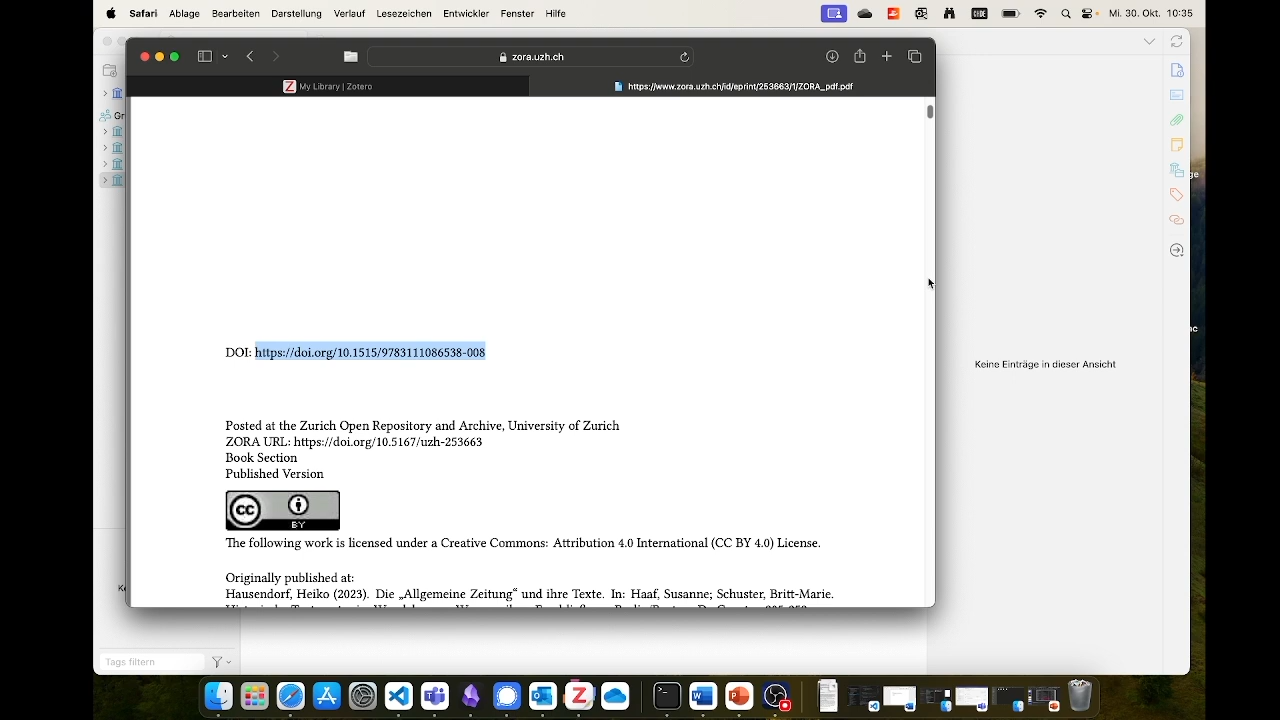 Safari Ablage Bearbeiten Darstellung Verlauf Lesezeichen Entwickler Fenster Hilfe
CHDE Mi. 30. Okt. 10:35
zora.uzh.ch
My Library | Zotero
https://www.zora.uzh.ch/id/eprint/253663/1/ZORA_pdf.pdf
Gr
DOI: https://doi.org/10.1515/9783111086538-008
Keine Einträge in dieser Ansicht
Posted at the Zurich Open Repository and Archive, University of Zurich
ZORA URL: https://doi.org/10.5167/uzh-253663
Book Section
Published Version
CC BY
The following work is licensed under a Creative Commons: Attribution 4.0 International (CC BY 4.0) License.
Originally published at:
Hausendorf, Heiko (2023). Die „Allgemeine Zeitung“ und ihre Texte. In: Haaf, Susanne; Schuster, Britt-Marie.
Tags filtern